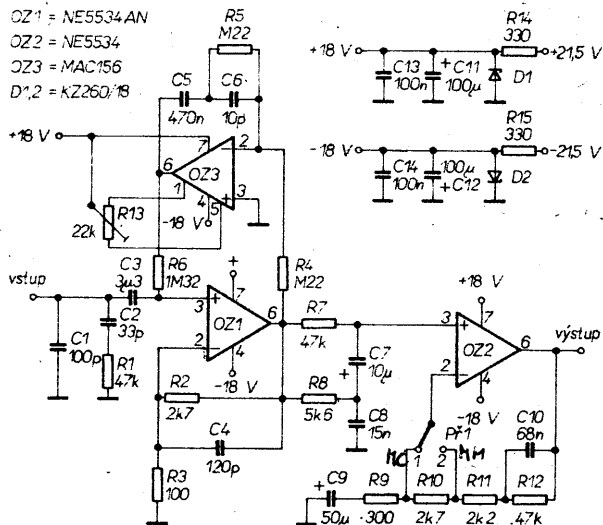 OZ1 = NE5534AN
OZ2 = NE5534
OZ3 = MAC156
D1,2 = KZ260/18
R5
M22
C5
470n
C6
10p
+18 V
7
6
2
OZ3
1
4
5
3
-18 V
R13
22k
R14
330
+18 V
+21,5 V
C13
100n
+ C11
100µ
D1
R15
330
-18 V
-21,5 V
C14
100n
100µ
+ C12
D2
vstup
C3
3µ3
R6
1M32
R4
M22
+
7
3
OZ1
6
2
4
-18 V
C2
33p
C1
100p
R1
47k
R2
2k7
C4
120p
R3
100
R7
47k
C7
10µ
+
R8
5k6
C8
15n
+18 V
7
3
OZ2
6
2
4
-18 V
výstup
C10
68n
Př1
MC
1
2
MM
+ C9
50µ
R9
300
R10
2k7
R11
2k2
R12
47k